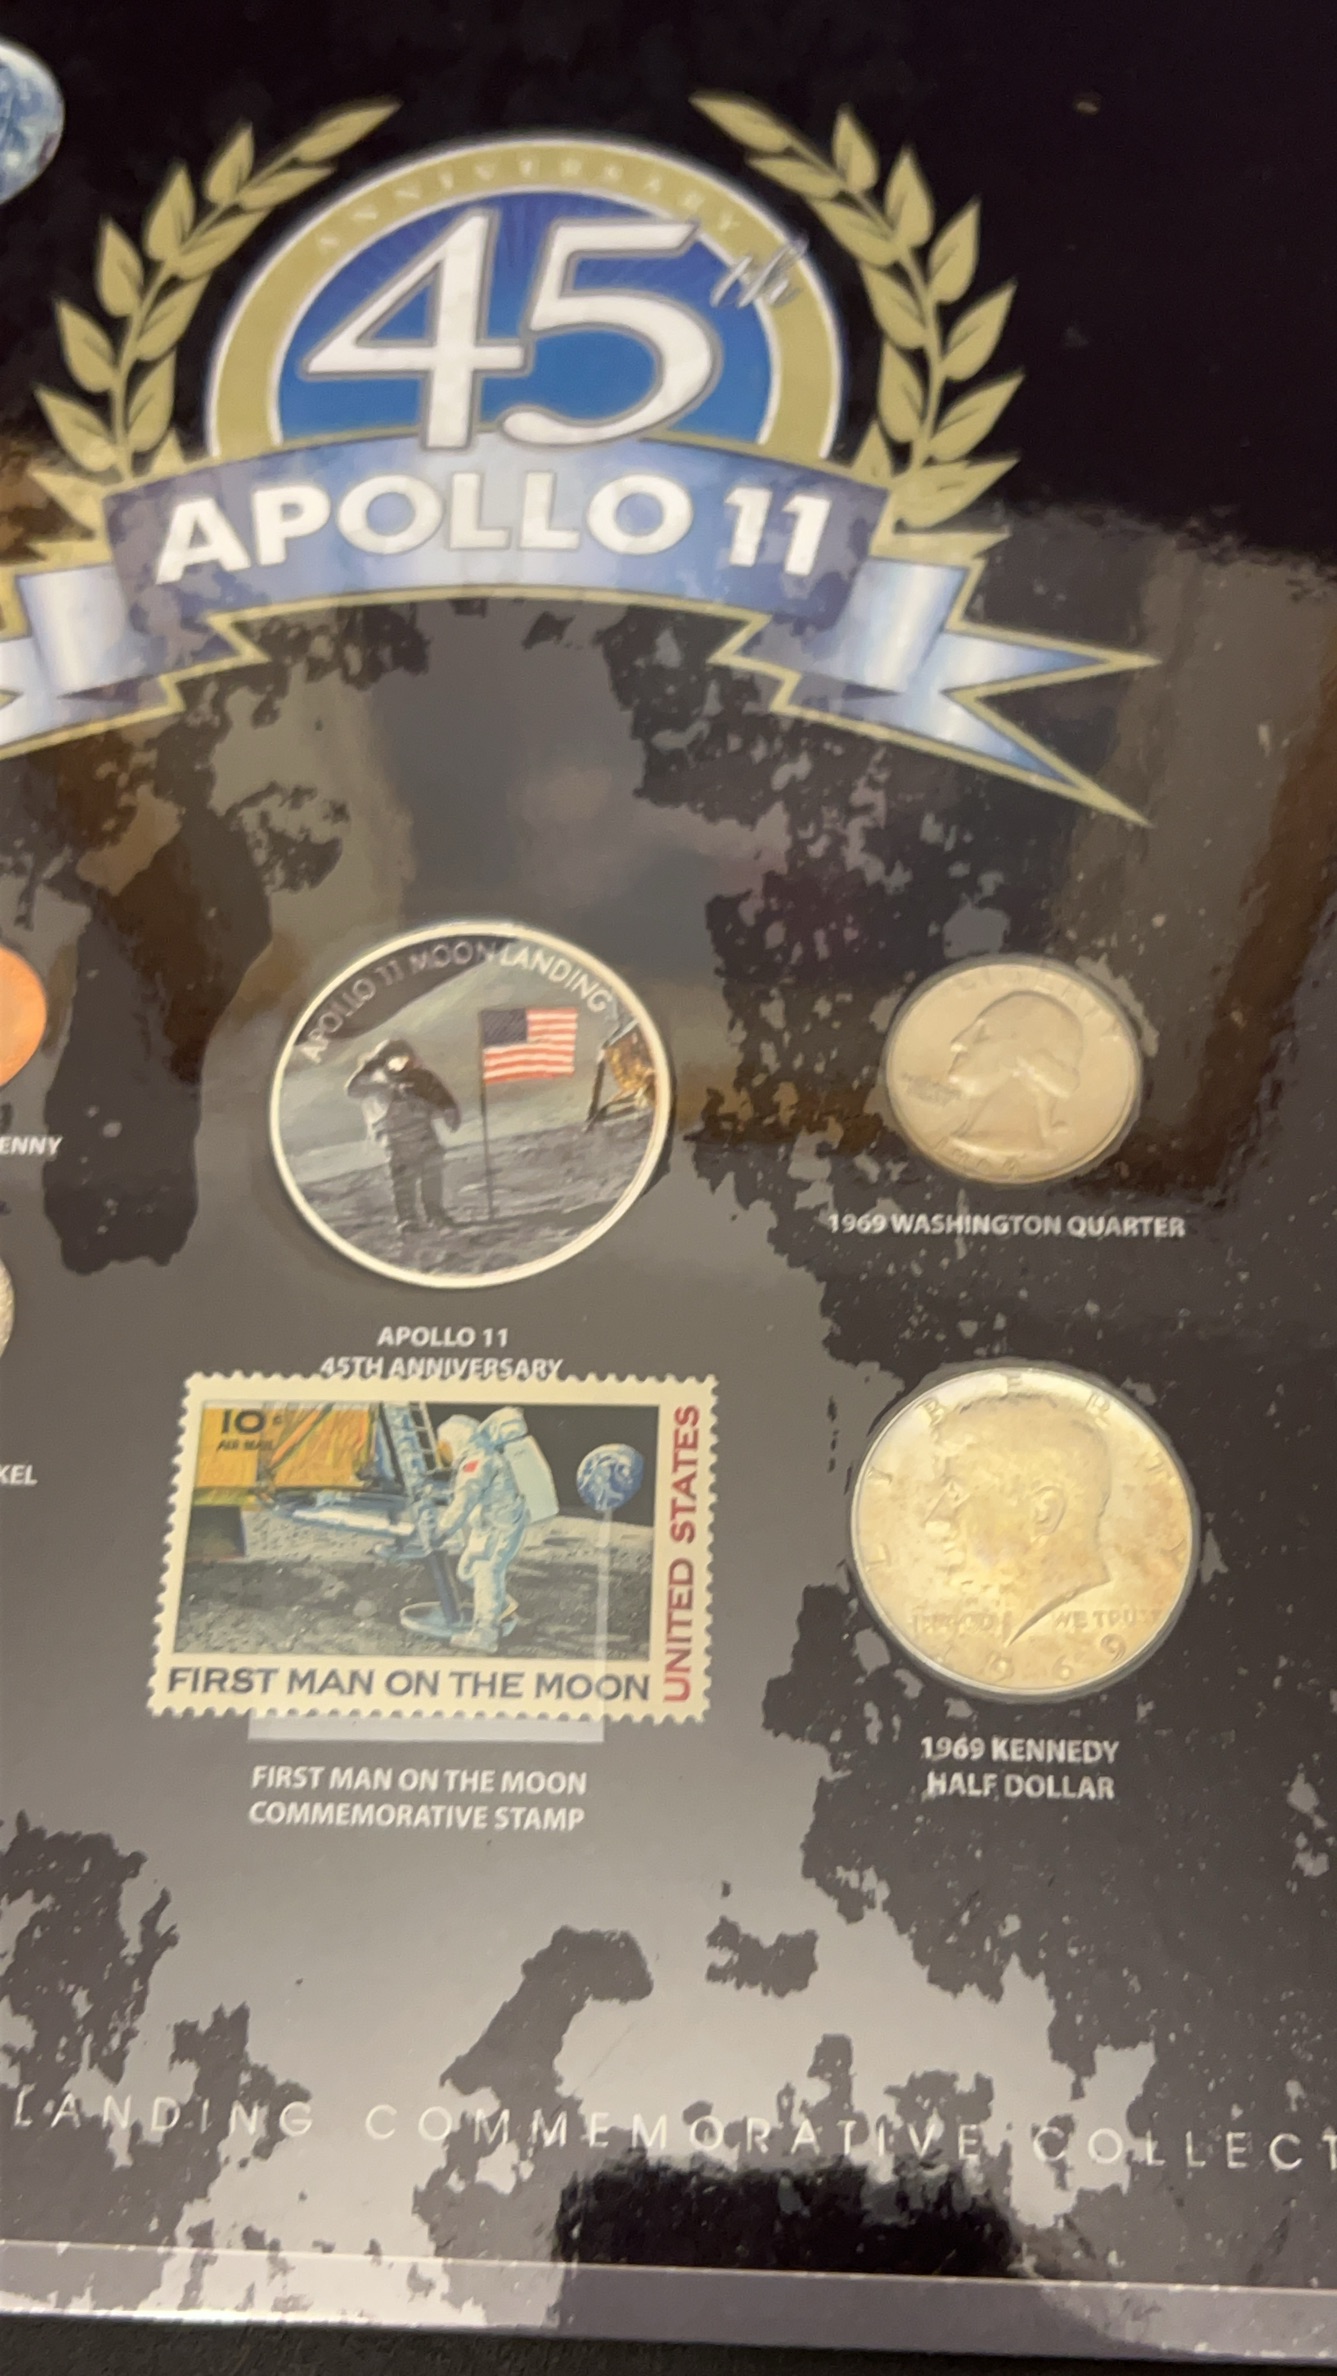 ANNIVERSARY
45th
APOLLO 11
APOLLO 11 MOON LANDING
LIBERTY
ENNY
1969 WASHINGTON QUARTER
APOLLO 11
45TH ANNIVERSARY
10¢
AIR MAIL
UNITED STATES
FIRST MAN ON THE MOON
LIBERTY
WE TRUST
1969
KEL
FIRST MAN ON THE MOON
COMMEMORATIVE STAMP
1969 KENNEDY
HALF DOLLAR
LANDING COMMEMORATIVE COLLECT